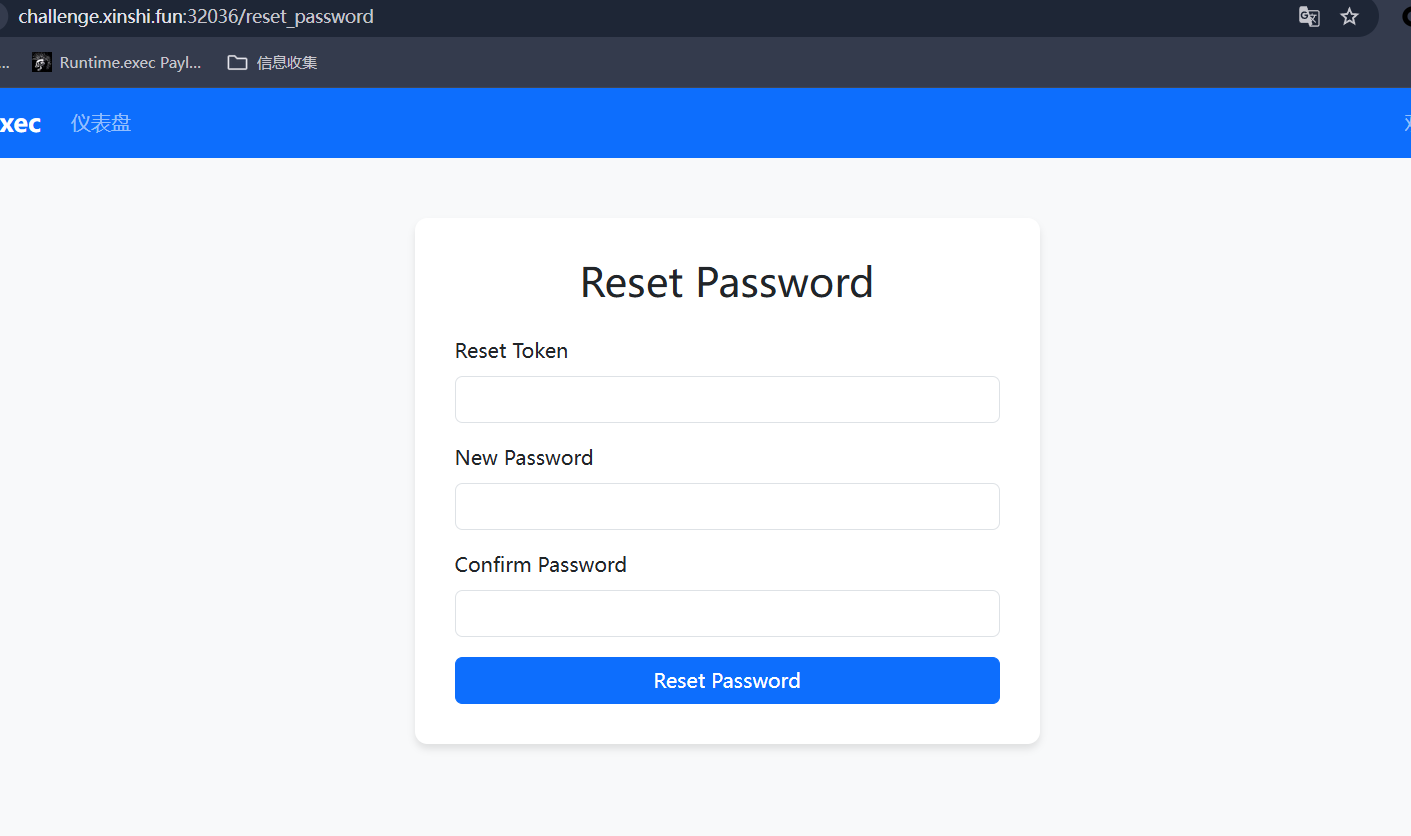 challenge.xinshi.fun:32036/reset_password
... Runtime.exec Payl... 信息收集
xec 仪表盘
Reset Password
Reset Token
New Password
Confirm Password
Reset Password